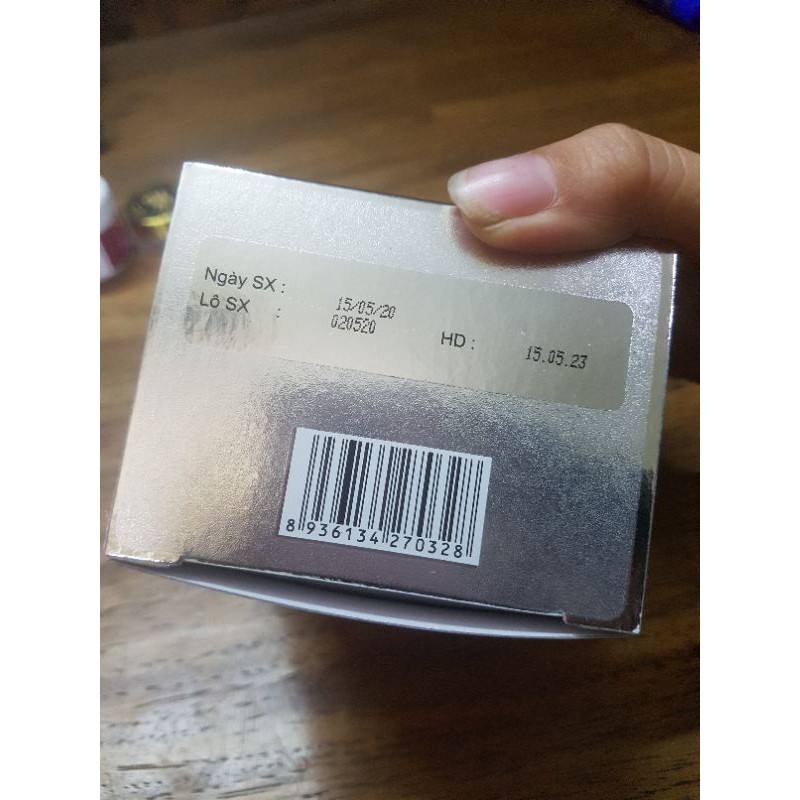 Ngày SX : 15/05/20
Lô SX : 020520
HD : 15.05.23
8 936134 270328